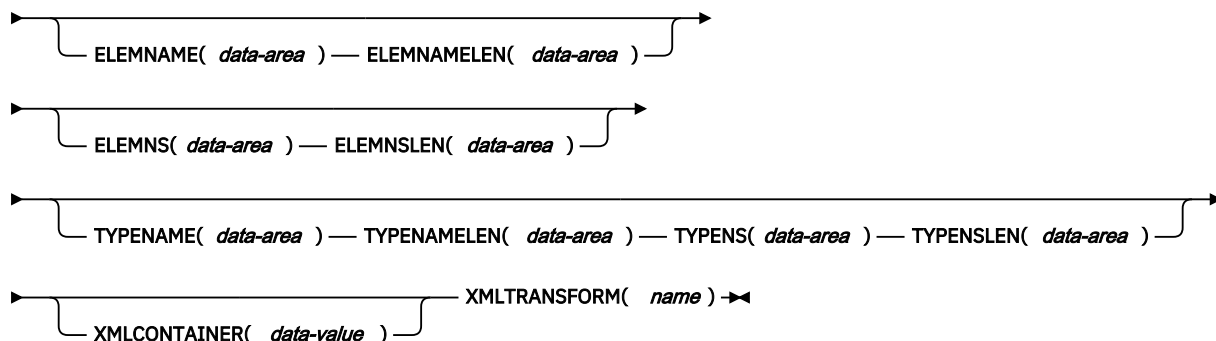 ELEMNAME( data-area ) ELEMNAMELEN( data-area )
ELEMNS( data-area ) ELEMNSLEN( data-area )
TYPENAME( data-area ) TYPENAMELEN( data-area ) TYPENS( data-area ) TYPENSLEN( data-area )
XMLTRANSFORM( name )
XMLCONTAINER( data-value )